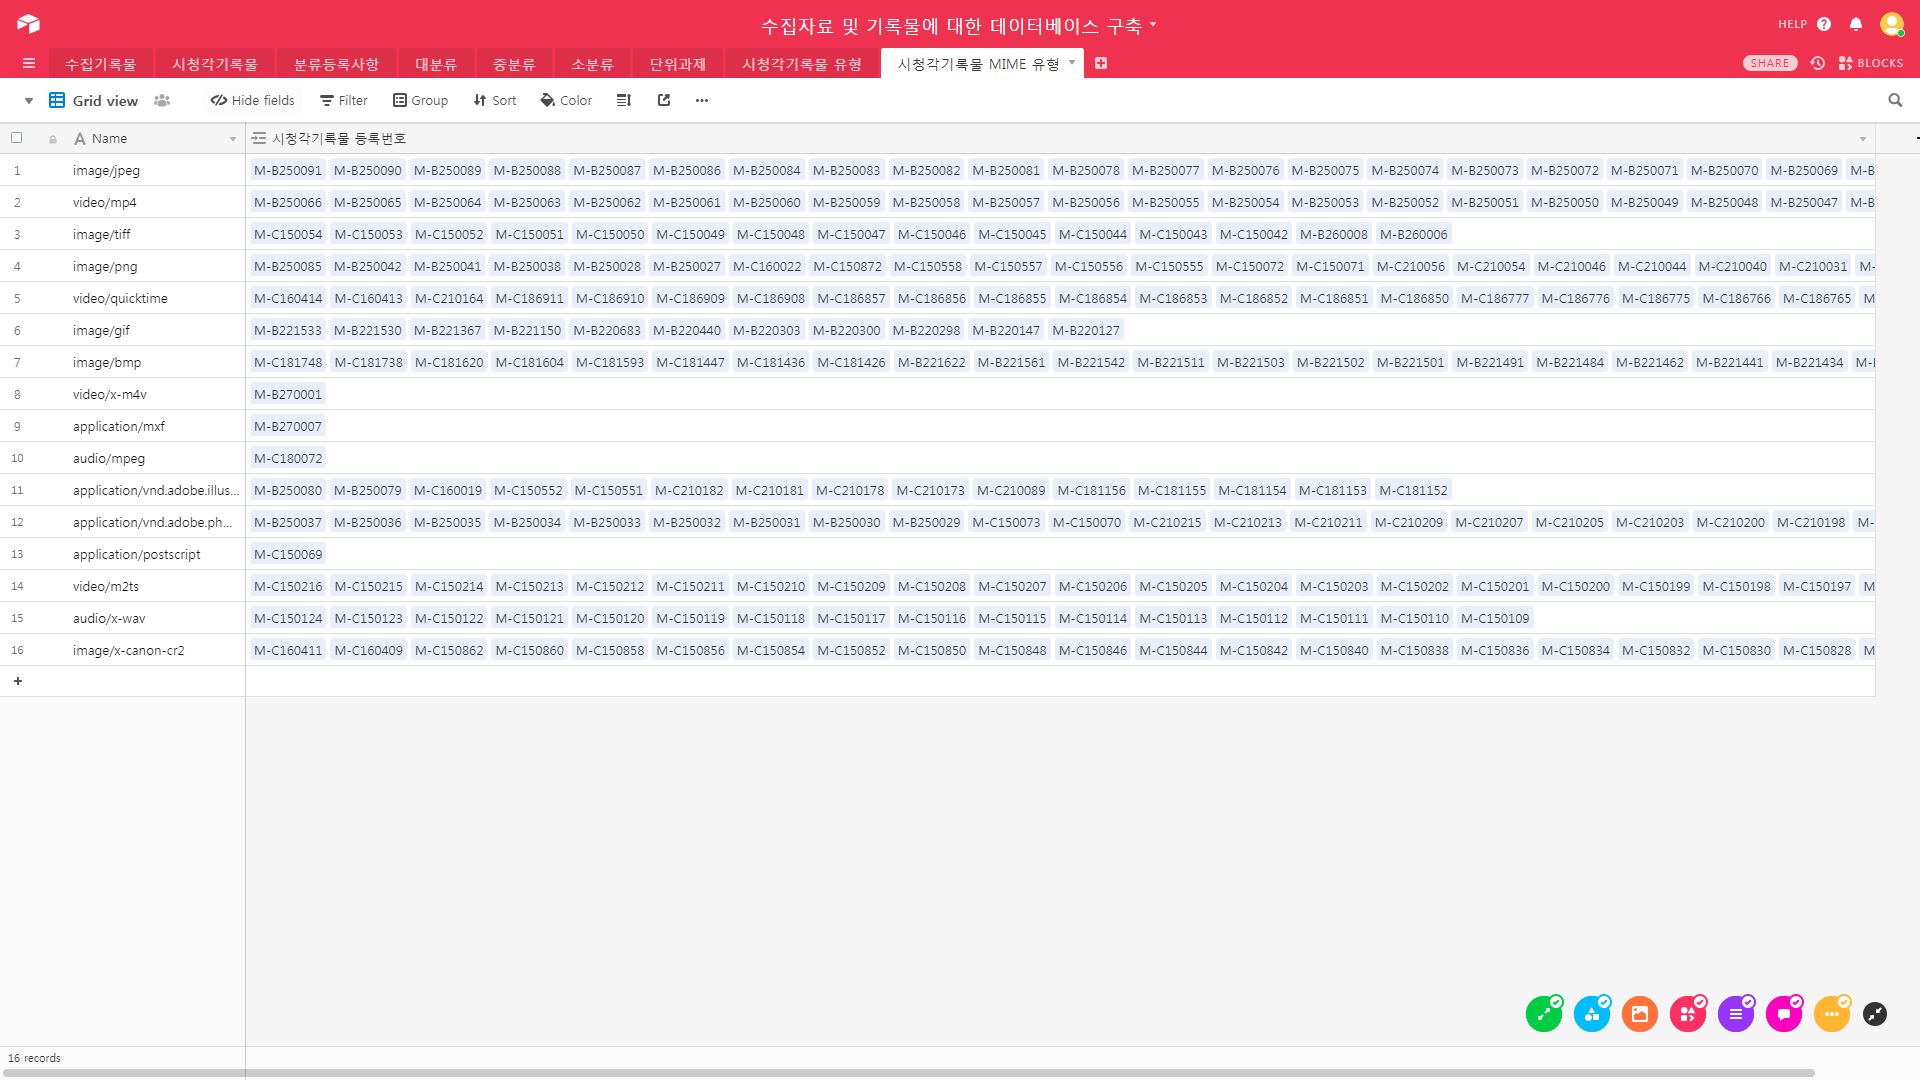 수집자료 및 기록물에 대한 데이터베이스 구축
HELP
수집기록물 시청각기록물 분류등록사항 대분류 중분류 소분류 단위과제 시청각기록물 유형 시청각기록물 MIME 유형
SHARE BLOCKS
Grid view Hide fields Filter Group Sort Color
Name 시청각기록물 등록번호
1 image/jpeg M-B250091 M-B250090 M-B250089 M-B250088 M-B250087 M-B250086 M-B250084 M-B250083 M-B250082 M-B250081 M-B250078 M-B250077 M-B250076 M-B250075 M-B250074 M-B250073 M-B250072 M-B250071 M-B250070 M-B250069 M-B
2 video/mp4 M-B250066 M-B250065 M-B250064 M-B250063 M-B250062 M-B250061 M-B250060 M-B250059 M-B250058 M-B250057 M-B250056 M-B250055 M-B250054 M-B250053 M-B250052 M-B250051 M-B250050 M-B250049 M-B250048 M-B250047 M-B
3 image/tiff M-C150054 M-C150053 M-C150052 M-C150051 M-C150050 M-C150049 M-C150048 M-C150047 M-C150046 M-C150045 M-C150044 M-C150043 M-C150042 M-B260008 M-B260006
4 image/png M-B250085 M-B250042 M-B250041 M-B250038 M-B250028 M-B250027 M-C160022 M-C150872 M-C150558 M-C150557 M-C150556 M-C150555 M-C150072 M-C150071 M-C210056 M-C210054 M-C210046 M-C210044 M-C210040 M-C210031 M-
5 video/quicktime M-C160414 M-C160413 M-C210164 M-C186911 M-C186910 M-C186909 M-C186908 M-C186857 M-C186856 M-C186855 M-C186854 M-C186853 M-C186852 M-C186851 M-C186850 M-C186777 M-C186776 M-C186775 M-C186766 M-C186765 M
6 image/gif M-B221533 M-B221530 M-B221367 M-B221150 M-B220683 M-B220440 M-B220303 M-B220300 M-B220298 M-B220147 M-B220127
7 image/bmp M-C181748 M-C181738 M-C181620 M-C181604 M-C181593 M-C181447 M-C181436 M-C181426 M-B221622 M-B221561 M-B221542 M-B221511 M-B221503 M-B221502 M-B221501 M-B221491 M-B221484 M-B221462 M-B221441 M-B221434 M-
8 video/x-m4v M-B270001
9 application/mxf M-B270007
10 audio/mpeg M-C180072
11 application/vnd.adobe.illus... M-B250080 M-B250079 M-C160019 M-C150552 M-C150551 M-C210182 M-C210181 M-C210178 M-C210173 M-C210089 M-C181156 M-C181155 M-C181154 M-C181153 M-C181152
12 application/vnd.adobe.ph... M-B250037 M-B250036 M-B250035 M-B250034 M-B250033 M-B250032 M-B250031 M-B250030 M-B250029 M-C150073 M-C150070 M-C210215 M-C210213 M-C210211 M-C210209 M-C210207 M-C210205 M-C210203 M-C210200 M-C210198 M-
13 application/postscript M-C150069
14 video/m2ts M-C150216 M-C150215 M-C150214 M-C150213 M-C150212 M-C150211 M-C150210 M-C150209 M-C150208 M-C150207 M-C150206 M-C150205 M-C150204 M-C150203 M-C150202 M-C150201 M-C150200 M-C150199 M-C150198 M-C150197 M
15 audio/x-wav M-C150124 M-C150123 M-C150122 M-C150121 M-C150120 M-C150119 M-C150118 M-C150117 M-C150116 M-C150115 M-C150114 M-C150113 M-C150112 M-C150111 M-C150110 M-C150109
16 image/x-canon-cr2 M-C160411 M-C160409 M-C150862 M-C150860 M-C150858 M-C150856 M-C150854 M-C150852 M-C150850 M-C150848 M-C150846 M-C150844 M-C150842 M-C150840 M-C150838 M-C150836 M-C150834 M-C150832 M-C150830 M-C150828 M
16 records